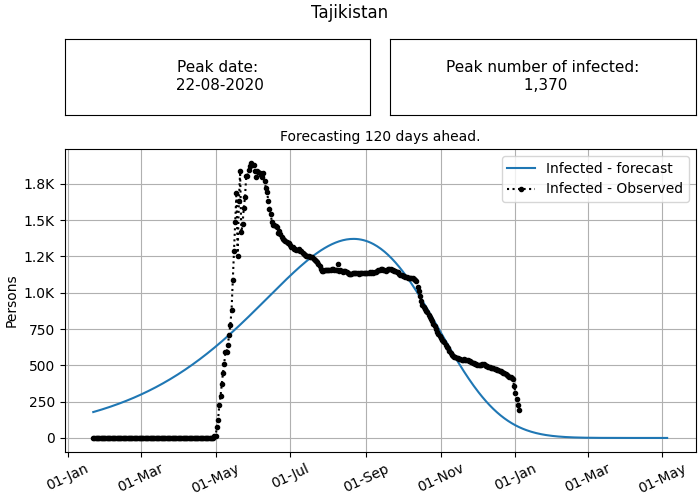 Tajikistan
Peak date:
22-08-2020
Peak number of infected:
1,370
Forecasting 120 days ahead.
Infected - forecast
Infected - Observed
Persons
1.8K
1.5K
1.2K
1.0K
750
500
250
0
01-Jan
01-Mar
01-May
01-Jul
01-Sep
01-Nov
01-Jan
01-Mar
01-May